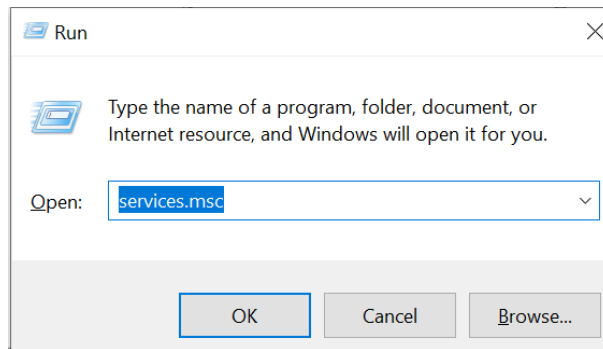 Run
Type the name of a program, folder, document, or
Internet resource, and Windows will open it for you.
Open: services.msc
OK Cancel Browse...